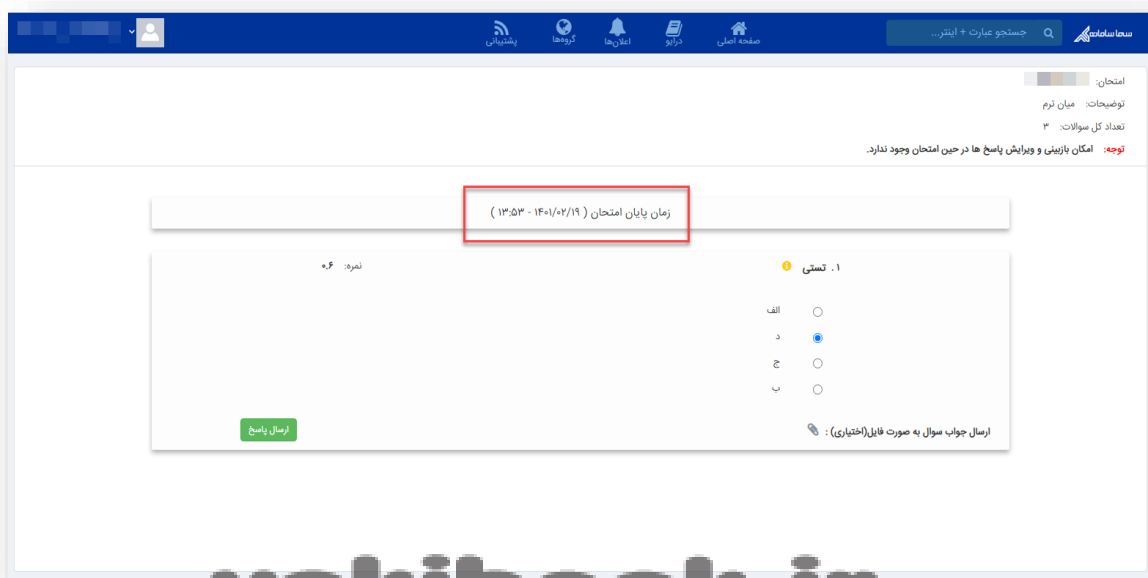 سما سامانه
جستجو عبارت + اینتر...
صفحه اصلی
درایو
اعلان‌ها
گروه‌ها
پشتیبانی
امتحان:
توضیحات: میان ترم
تعداد کل سوالات: ۳
توجه: امکان بازبینی و ویرایش پاسخ ها در حین امتحان وجود ندارد.
زمان پایان امتحان ( ۱۴۰۱/۰۲/۱۹ - ۱۳:۵۳ )
۱. تستی
نمره: ۰.۶
الف
د
ج
ب
ارسال جواب سوال به صورت فایل(اختیاری) :
ارسال پاسخ